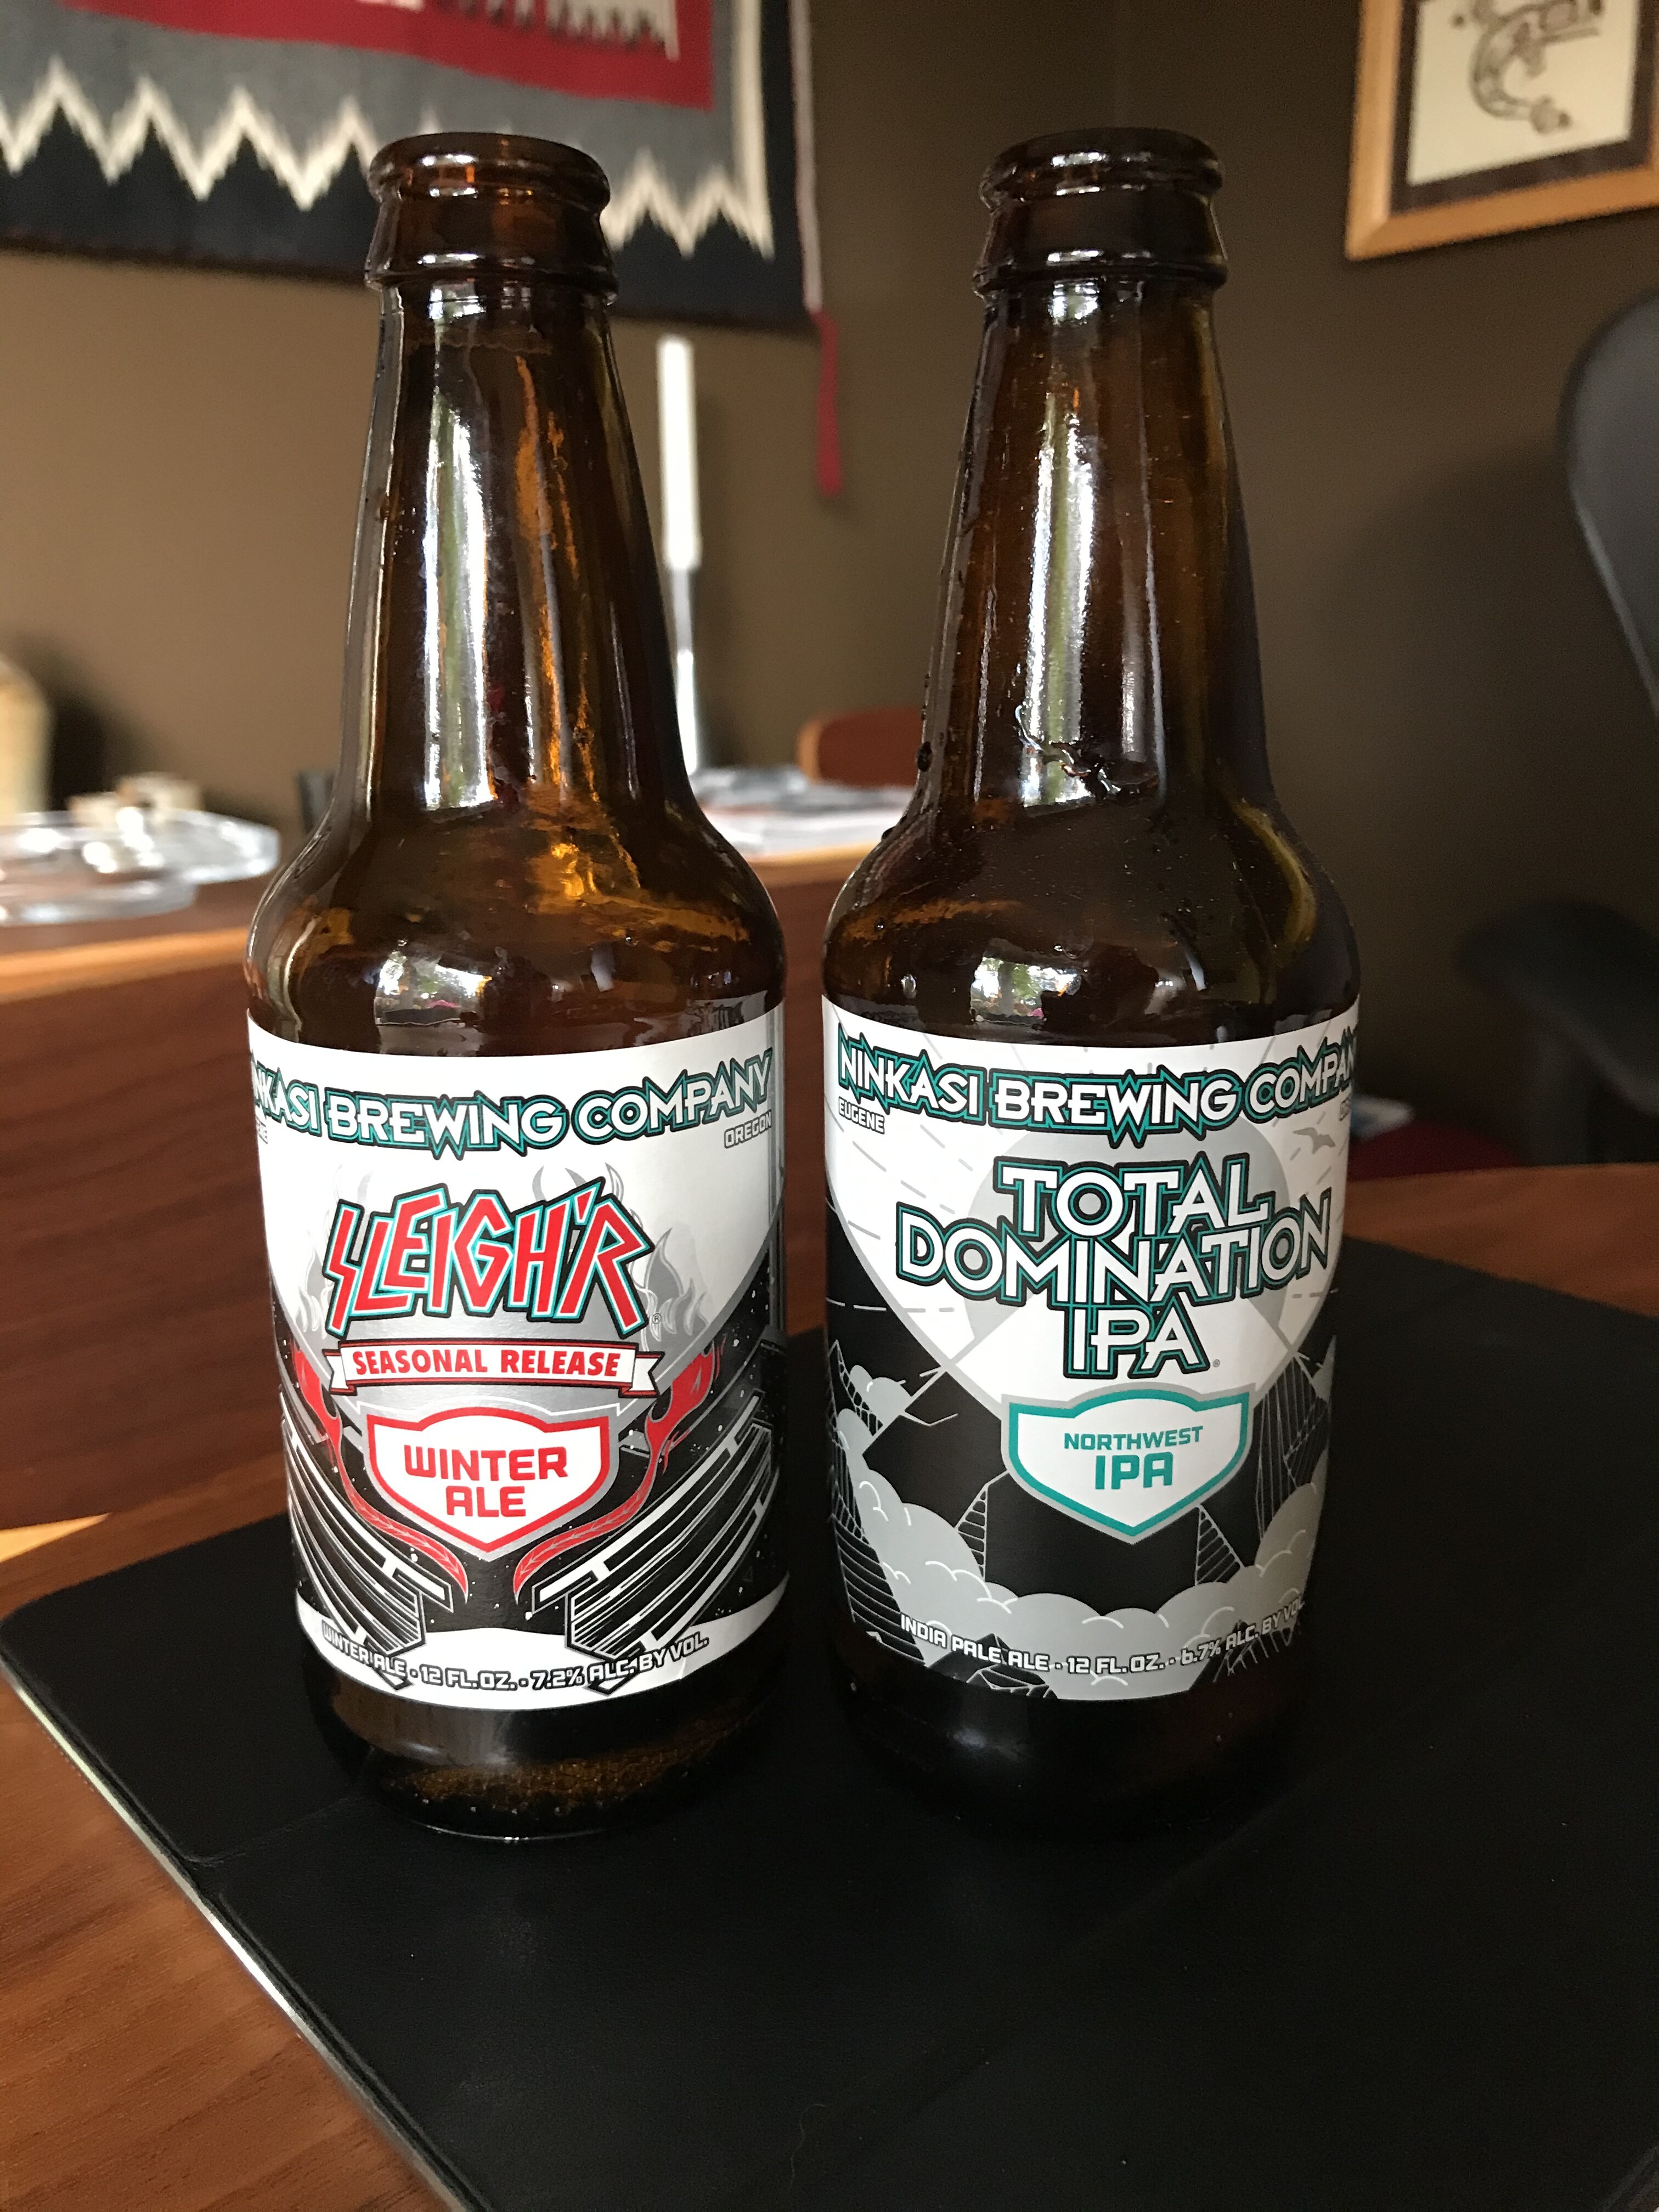 NKASI BREWING COMPANY
OREGON
SLEIGH'R
®
SEASONAL RELEASE
WINTER
ALE
WINTER ALE • 12 FL. OZ. • 7.2% ALC. BY VOL.
NINKASI BREWING COMPAN
EUGENE
TOTAL
DOMINATION
IPA
®
NORTHWEST
IPA
INDIA PALE ALE • 12 FL. OZ. • 6.7% ALC. BY VOL.